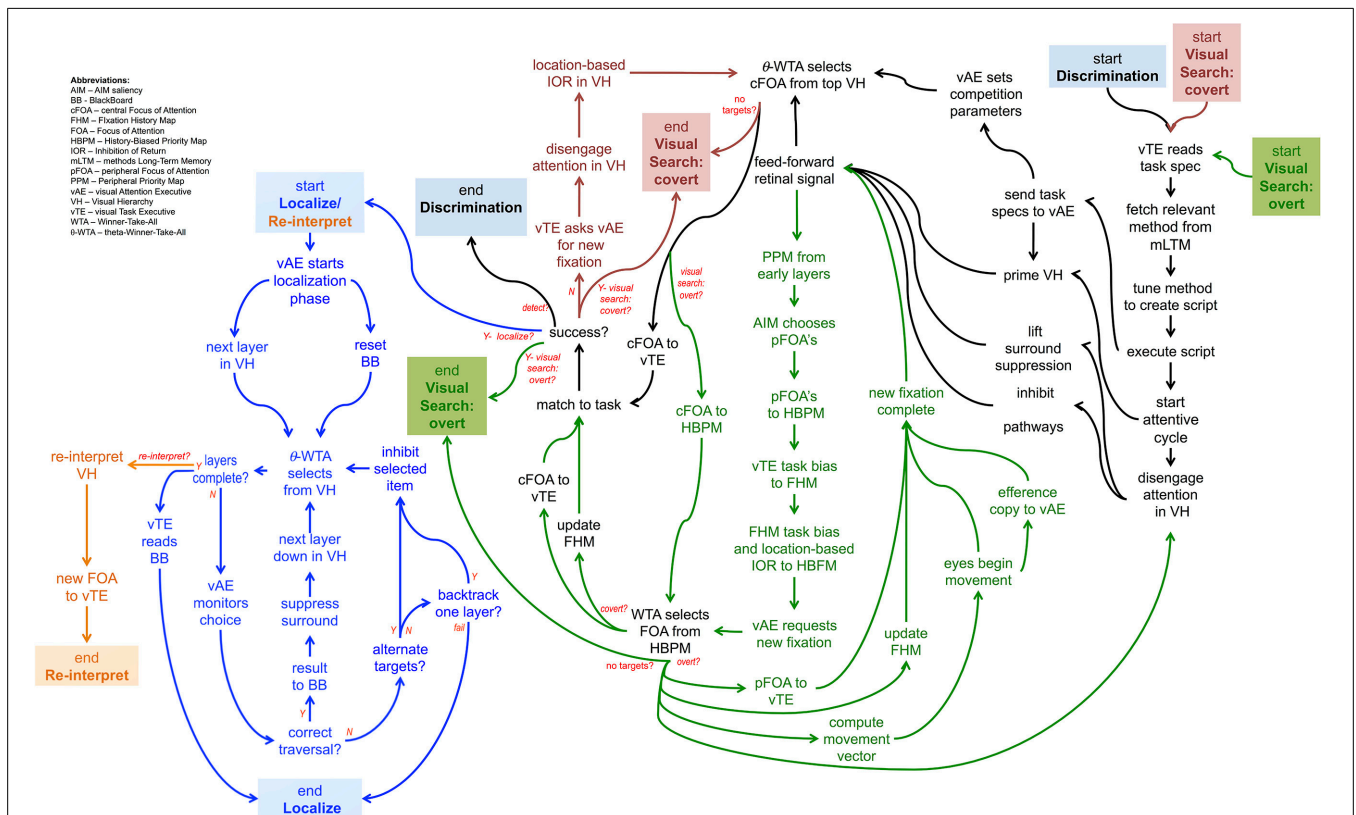 Abbreviations:
AIM – AIM saliency
BB - BlackBoard
cFOA – central Focus of Attention
FHM – FIxation History Map
FOA – Focus of Attention
HBPM – History-Biased Priority Map
IOR – Inhibition of Return
mLTM – methods Long-Term Memory
pFOA – peripheral Focus of Attention
PPM – Peripheral Priority Map
vAE – visual Attention Executive
VH – Visual Hierarchy
vTE – visual Task Executive
WTA – Winner-Take-All
θ-WTA – theta-Winner-Take-All
start
Localize/
Re-interpret
vAE starts
localization
phase
next layer
in VH
reset
BB
θ-WTA
selects
from VH
inhibit
selected
item
layers
complete?
re-interpret?
Y
N
re-interpret
VH
new FOA
to vTE
end
Re-interpret
vTE
reads
BB
vAE
monitors
choice
next layer
down in VH
suppress
surround
result
to BB
Y
correct
traversal?
N
alternate
targets?
Y
N
backtrack
one layer?
Y
fail
end
Localize
end
Discrimination
location-based
IOR in VH
disengage
attention in VH
vTE asks vAE
for new
fixation
N
Y- visual
search:
covert?
detect?
Y- localize?
success?
Y- visual
search:
overt?
end
Visual
Search:
overt
match to task
cFOA to
vTE
update
FHM
end
Visual
Search:
covert
no
targets?
θ-WTA selects
cFOA from top VH
feed-forward
retinal signal
cFOA to
vTE
visual
search:
overt?
cFOA to
HBPM
PPM from
early layers
AIM chooses
pFOA's
pFOA's
to HBPM
vTE task bias
to FHM
FHM task bias
and location-based
IOR to HBFM
vAE requests
new fixation
covert?
WTA selects
FOA from
HBPM
no targets?
overt?
pFOA to
vTE
compute
movement
vector
update
FHM
eyes begin
movement
efference
copy to vAE
new fixation
complete
vAE sets
competition
parameters
send task
specs to vAE
prime VH
lift
surround
suppression
inhibit
pathways
start
Discrimination
start
Visual
Search:
covert
start
Visual
Search:
overt
vTE reads
task spec
fetch relevant
method from
mLTM
tune method
to create script
execute script
start
attentive
cycle
disengage
attention
in VH